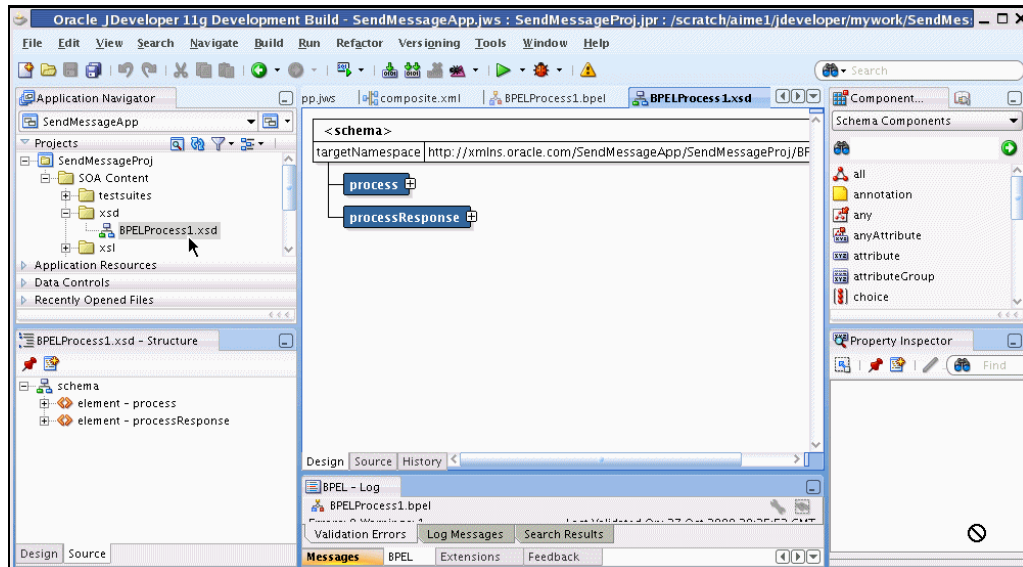 Oracle JDeveloper 11g Development Build - SendMessageApp.jws : SendMessageProj.jpr : /scratch/aime1/jdeveloper/mywork/SendMes
File Edit View Search Navigate Build Run Refactor Versioning Tools Window Help
Search
Application Navigator
SendMessageApp
Projects
SendMessageProj
SOA Content
testsuites
xsd
BPELProcess1.xsd
xsl
Application Resources
Data Controls
Recently Opened Files
BPELProcess1.xsd - Structure
schema
element - process
element - processResponse
Design Source
pp.jws composite.xml BPELProcess1.bpel BPELProcess1.xsd
<schema>
targetNamespace http://xmlns.oracle.com/SendMessageApp/SendMessageProj/BP
process
processResponse
Design Source History
BPEL - Log
BPELProcess1.bpel
Validation Errors Log Messages Search Results
Messages BPEL Extensions Feedback
Component...
Schema Components
all
annotation
any
anyAttribute
attribute
attributeGroup
choice
Property Inspector
Find